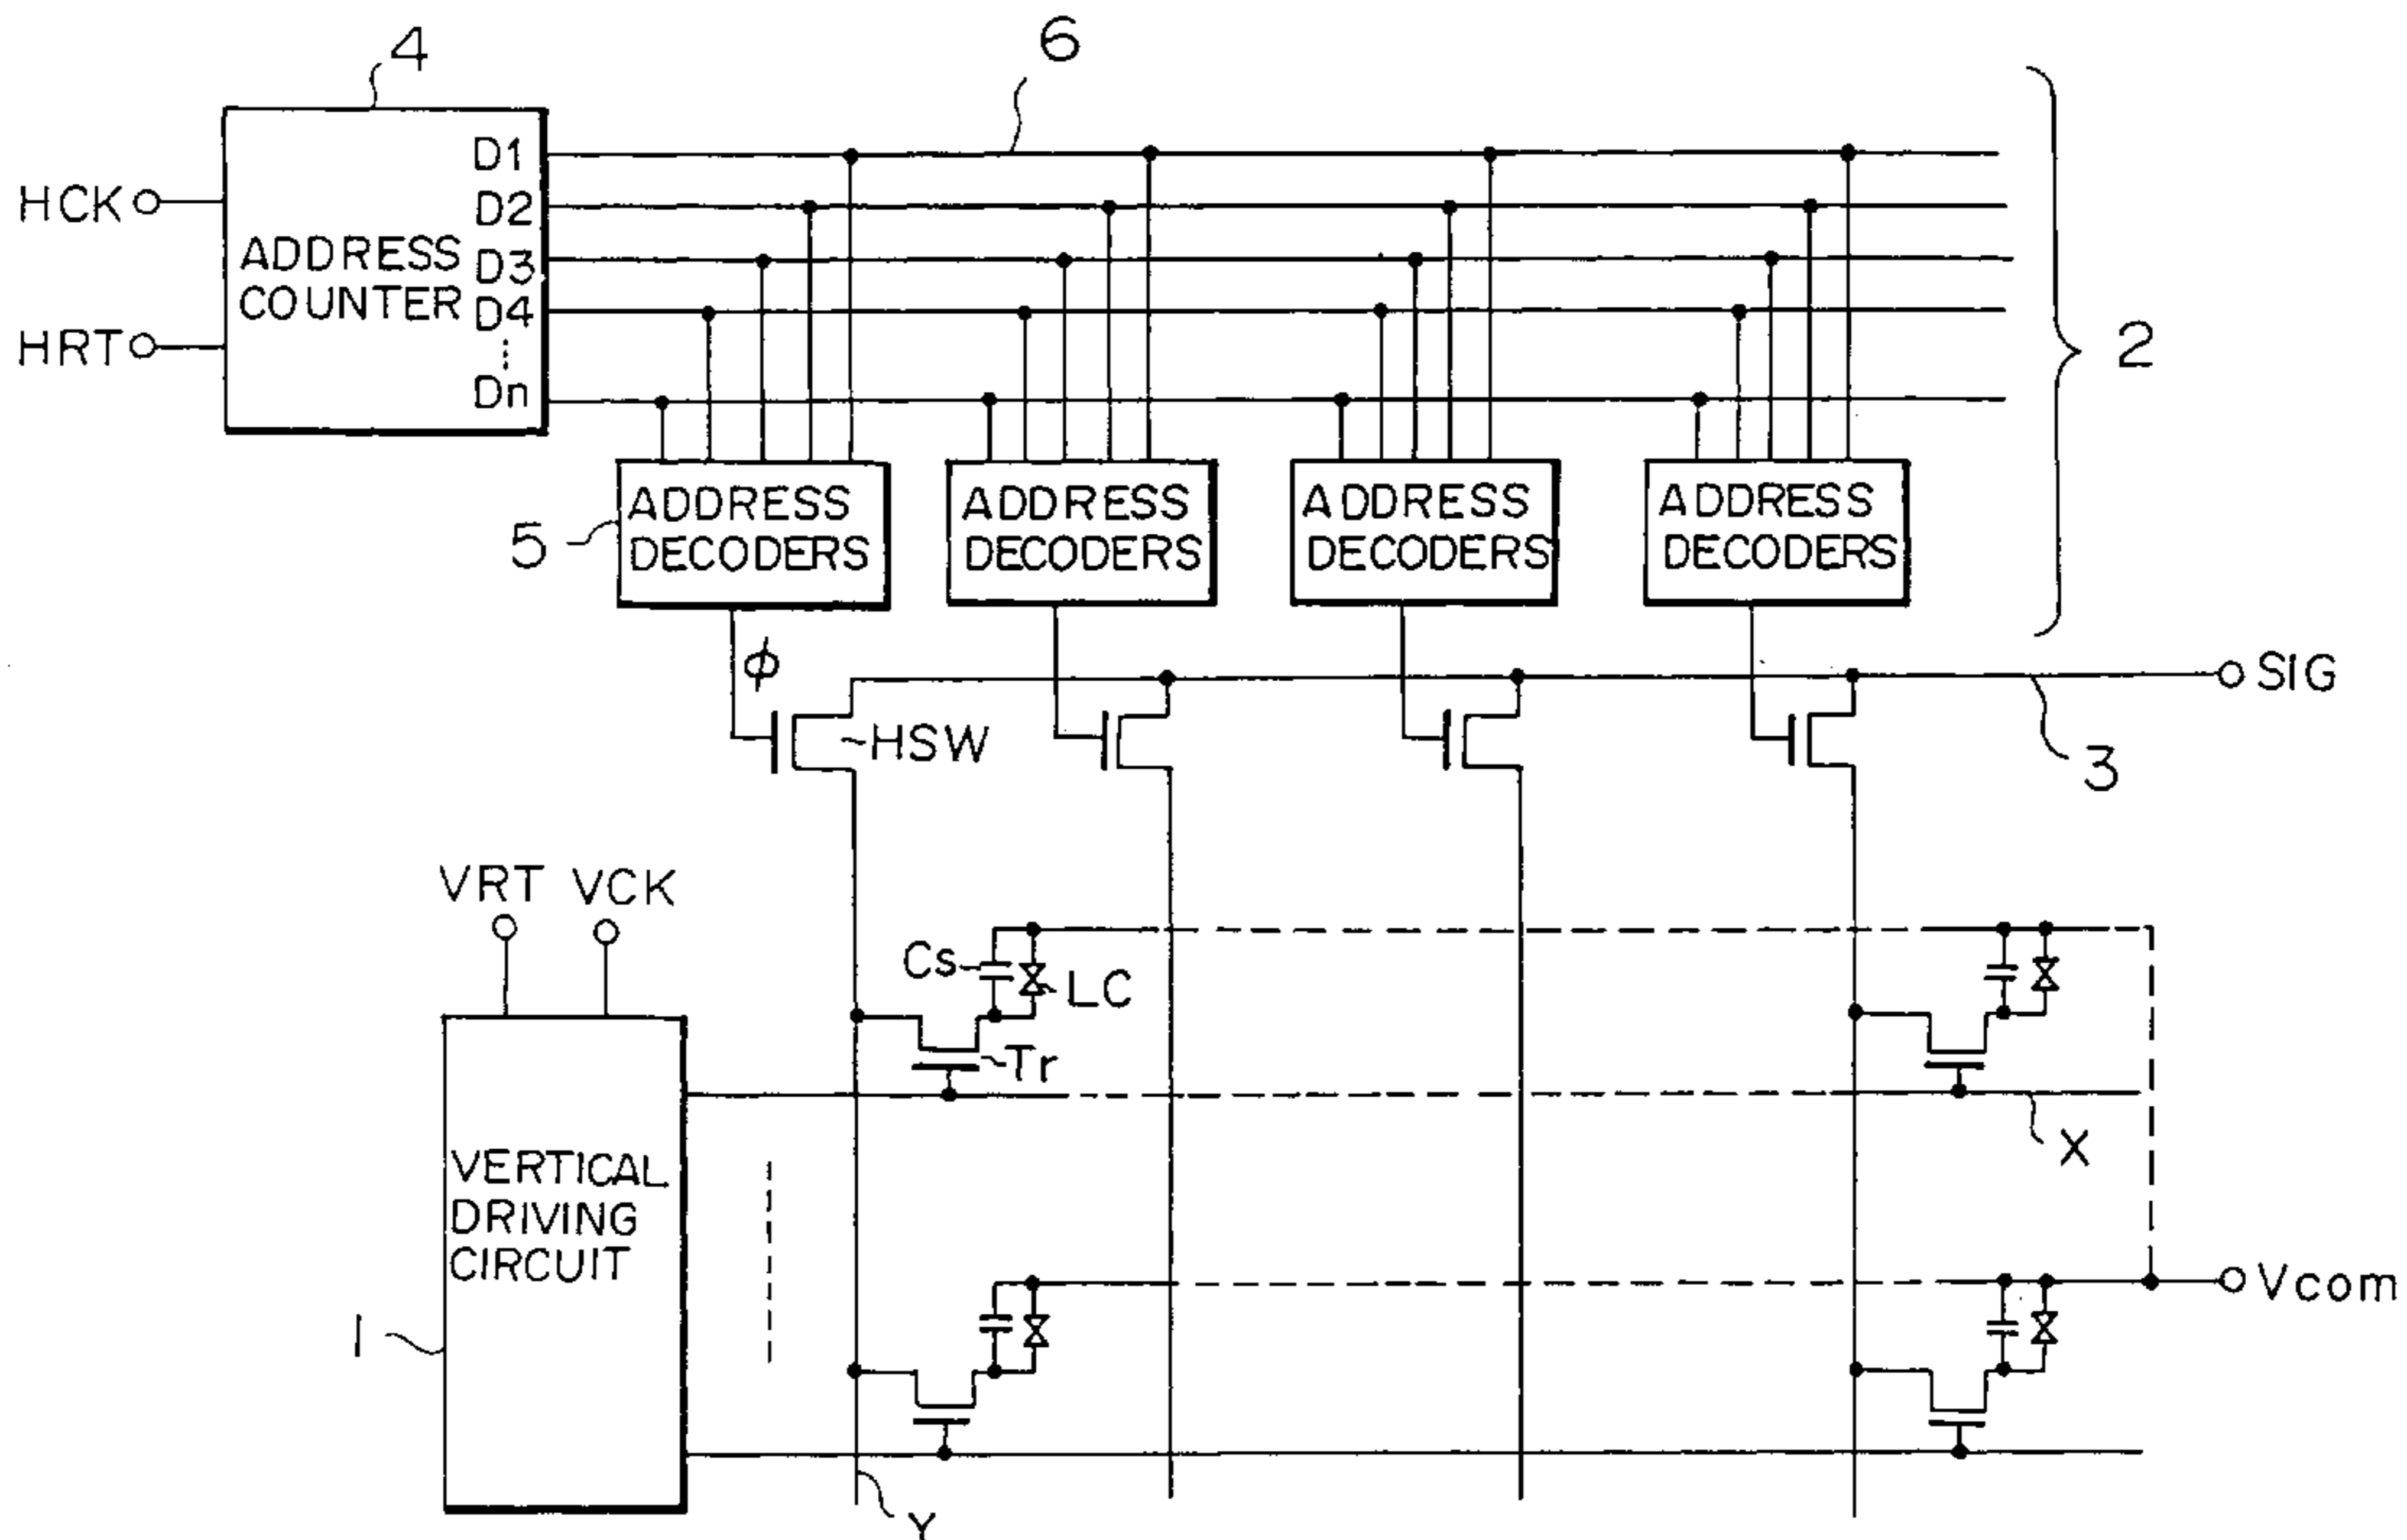 4
6
D1
HCK
D2
ADDRESS
COUNTER
D3
D4
HRT
Dn
2
ADDRESS
DECODERS
ADDRESS
DECODERS
ADDRESS
DECODERS
ADDRESS
DECODERS
5
φ
SIG
HSW
3
VRT
VCK
Cs
LC
Tr
X
VERTICAL
DRIVING
CIRCUIT
Vcom
1
Y